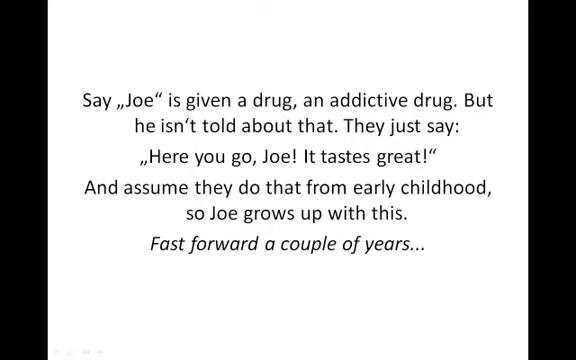 Say „Joe“ is given a drug, an addictive drug. But
he isn‘t told about that. They just say:
„Here you go, Joe! It tastes great!“
And assume they do that from early childhood,
so Joe grows up with this.
Fast forward a couple of years...